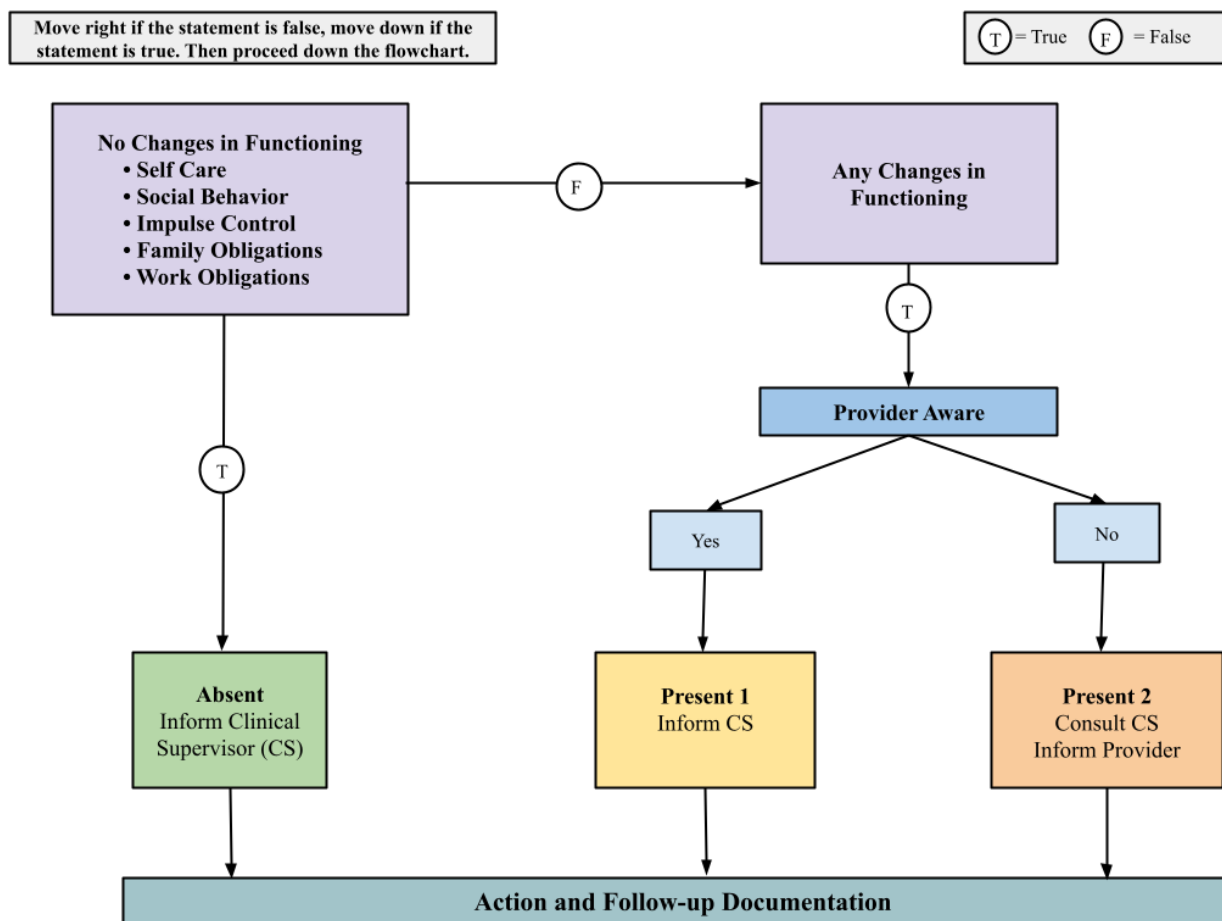 Move right if the statement is false, move down if the
statement is true. Then proceed down the flowchart.
T = True F = False
No Changes in Functioning
• Self Care
• Social Behavior
• Impulse Control
• Family Obligations
• Work Obligations
F
Any Changes in
Functioning
T
Provider Aware
T
Yes
No
Absent
Inform Clinical
Supervisor (CS)
Present 1
Inform CS
Present 2
Consult CS
Inform Provider
Action and Follow-up Documentation